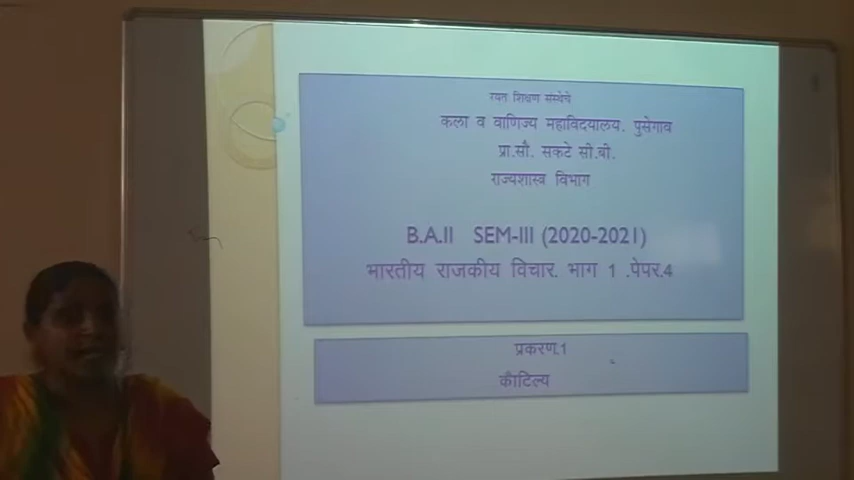 रयत शिक्षण संस्थेचे
कला व वाणिज्य महाविदयालय. पुसेगाव
प्रा.सौ. सकटे सी.बी.
राज्यशास्त्र विभाग
B.A.II SEM-III (2020-2021)
भारतीय राजकीय विचार. भाग 1 .पेपर.4
प्रकरण.1
कौटिल्य